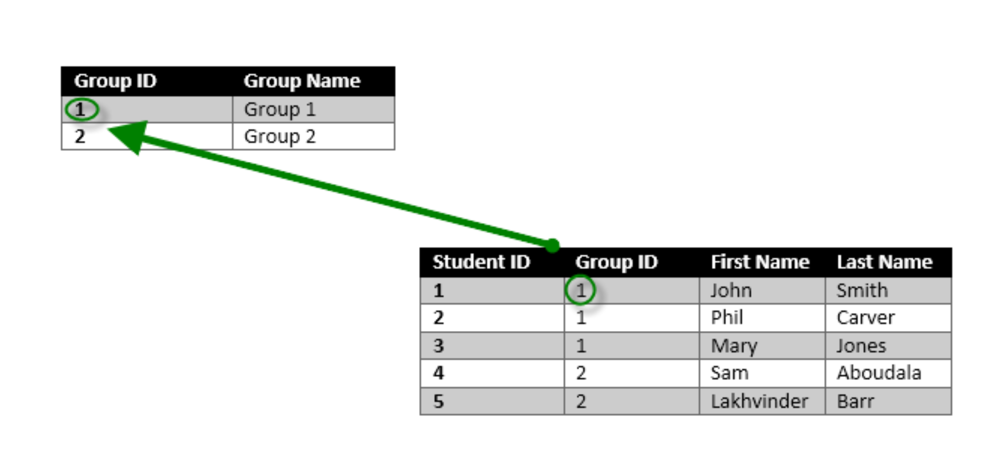 Group ID Group Name
1 Group 1
2 Group 2
Student ID Group ID First Name Last Name
1 1 John Smith
2 1 Phil Carver
3 1 Mary Jones
4 2 Sam Aboudala
5 2 Lakhvinder Barr